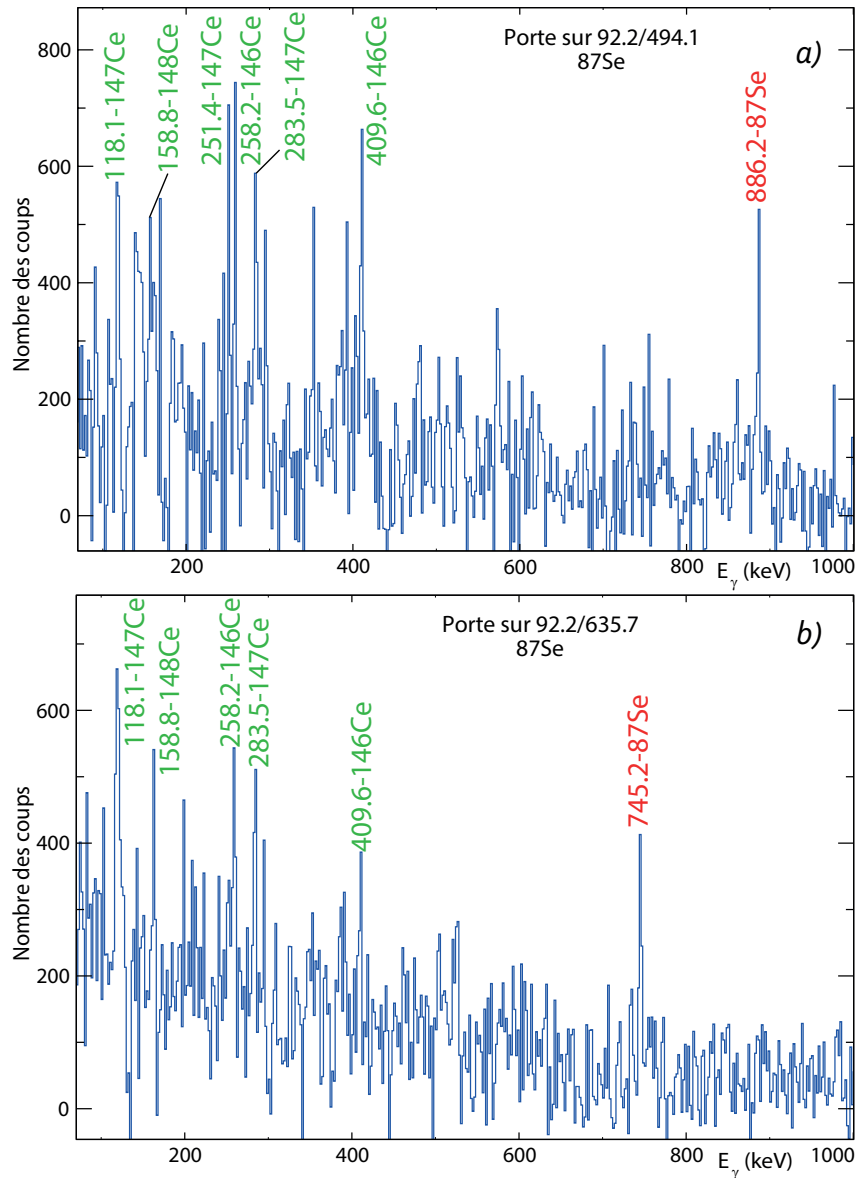 Porte sur 92.2/494.1
87Se
a)
118.1-147Ce
158.8-148Ce
251.4-147Ce
258.2-146Ce
283.5-147Ce
409.6-146Ce
886.2-87Se
Nombre des coups
800
600
400
200
0
200
400
600
800
1000
E_γ (keV)
Porte sur 92.2/635.7
87Se
b)
118.1-147Ce
158.8-148Ce
258.2-146Ce
283.5-147Ce
409.6-146Ce
745.2-87Se
Nombre des coups
600
400
200
0
200
400
600
800
1000
E_γ (keV)